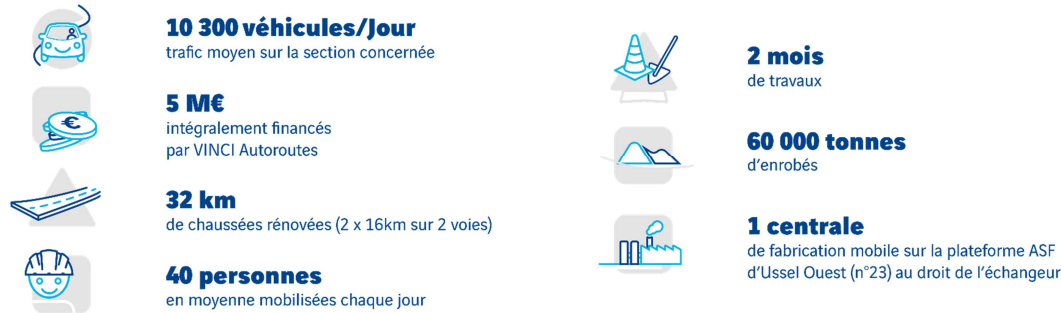 10 300 véhicules/Jour
trafic moyen sur la section concernée
5 M€
intégralement financés
par VINCI Autoroutes
32 km
de chaussées rénovées (2 x 16km sur 2 voies)
40 personnes
en moyenne mobilisées chaque jour
2 mois
de travaux
60 000 tonnes
d’enrobés
1 centrale
de fabrication mobile sur la plateforme ASF
d’Ussel Ouest (n°23) au droit de l’échangeur